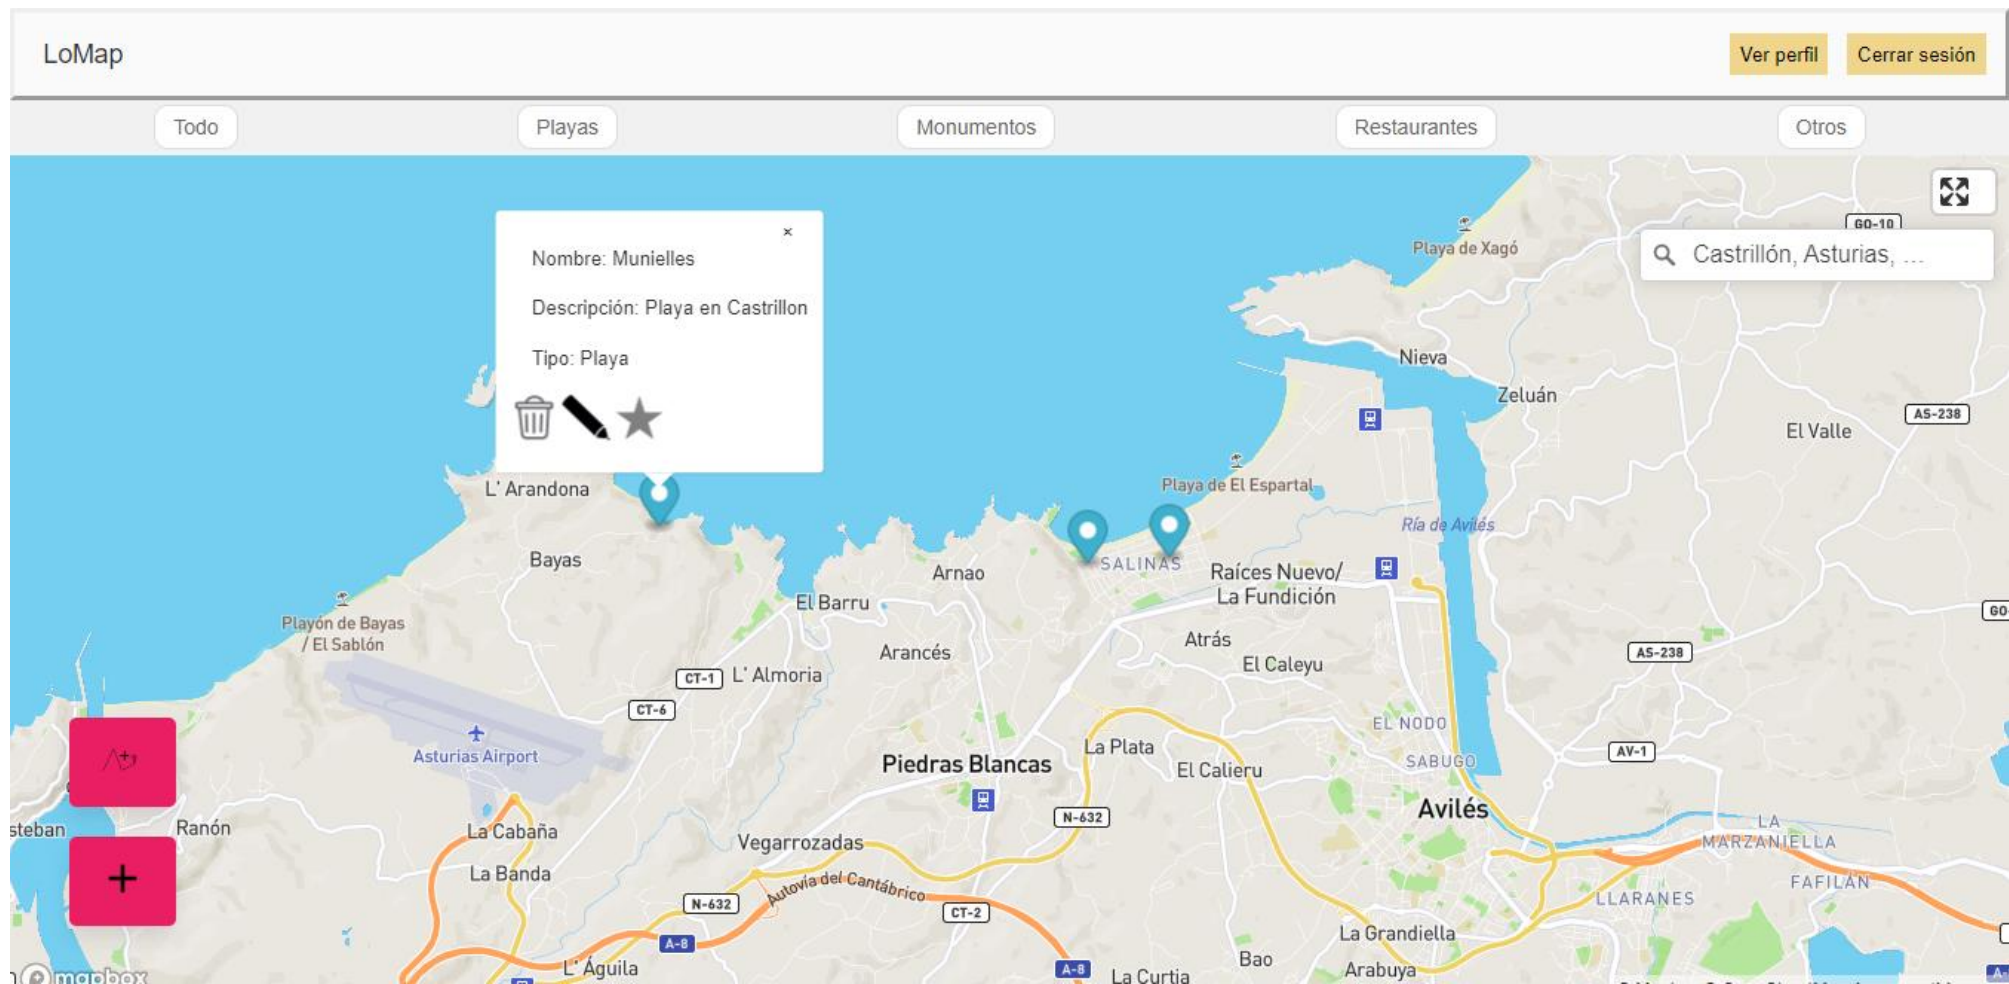 LoMap
Ver perfil
Cerrar sesión
Todo
Playas
Monumentos
Restaurantes
Otros
GO-10
Playa de Xagó
Castrillón, Asturias, ...
×
Nombre: Munielles
Descripción: Playa en Castrillon
Tipo: Playa
Nieva
Zeluán
AS-238
El Valle
L' Arandona
Playa de El Espartal
Ría de Avilés
Bayas
Arnao
SALINAS
Raíces Nuevo/
La Fundición
El Barru
Playón de Bayas
/ El Sablón
GO-
Atrás
Arancés
AS-238
El Caleyu
CT-1
L' Almoria
CT-6
EL NODO
Asturias Airport
La Plata
AV-1
Piedras Blancas
El Calieru
SABUGO
Avilés
N-632
steban
Ranón
La Cabaña
Vegarrozadas
LA
MARZANIELLA
La Banda
Autovía del Cantábrico
FAFILÁN
N-632
CT-2
LLARANES
La Grandiella
A-8
L' Águila
A-8
La Curtia
Bao
Arabuya
A-
mapbox